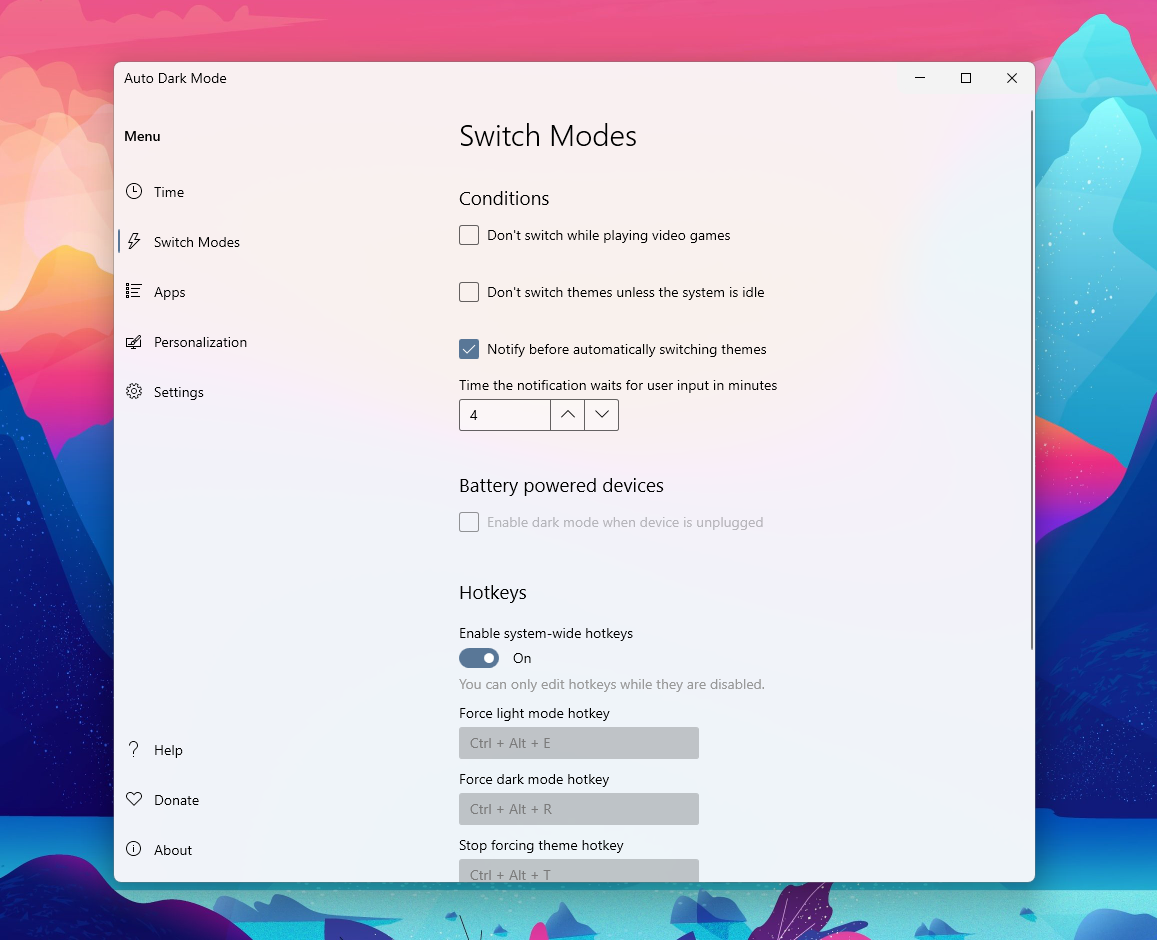 Auto Dark Mode
Menu
Time
Switch Modes
Apps
Personalization
Settings
Help
Donate
About
Switch Modes
Conditions
Don't switch while playing video games
Don't switch themes unless the system is idle
Notify before automatically switching themes
Time the notification waits for user input in minutes
4
Battery powered devices
Enable dark mode when device is unplugged
Hotkeys
Enable system-wide hotkeys
On
You can only edit hotkeys while they are disabled.
Force light mode hotkey
Ctrl + Alt + E
Force dark mode hotkey
Ctrl + Alt + R
Stop forcing theme hotkey
Ctrl + Alt + T